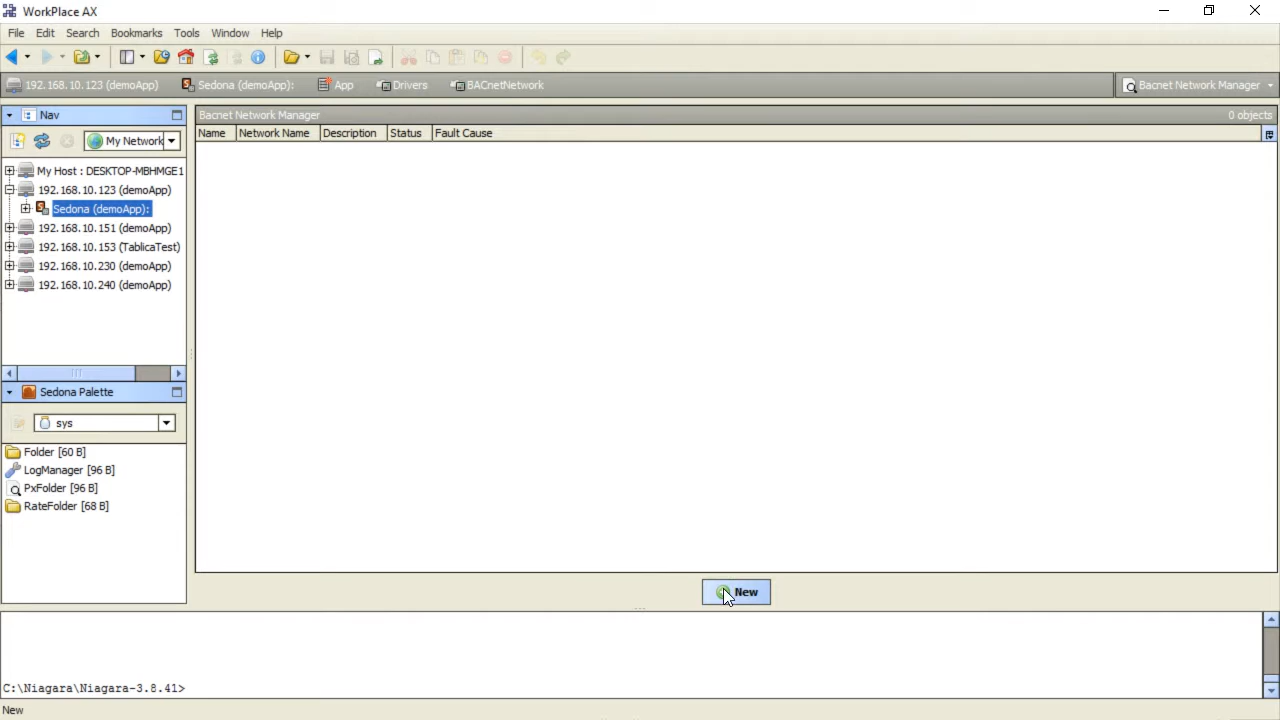 WorkPlace AX
File Edit Search Bookmarks Tools Window Help
192.168.10.123 (demoApp) Sedona (demoApp): App Drivers BACnetNetwork Bacnet Network Manager
Nav
My Network
My Host : DESKTOP-MBHMGE1
192.168.10.123 (demoApp)
Sedona (demoApp):
192.168.10.151 (demoApp)
192.168.10.153 (TablicaTest)
192.168.10.230 (demoApp)
192.168.10.240 (demoApp)
Sedona Palette
sys
Folder [60 B]
LogManager [96 B]
PxFolder [96 B]
RateFolder [68 B]
Bacnet Network Manager 0 objects
Name Network Name Description Status Fault Cause
New
C:\Niagara\Niagara-3.8.41>
New